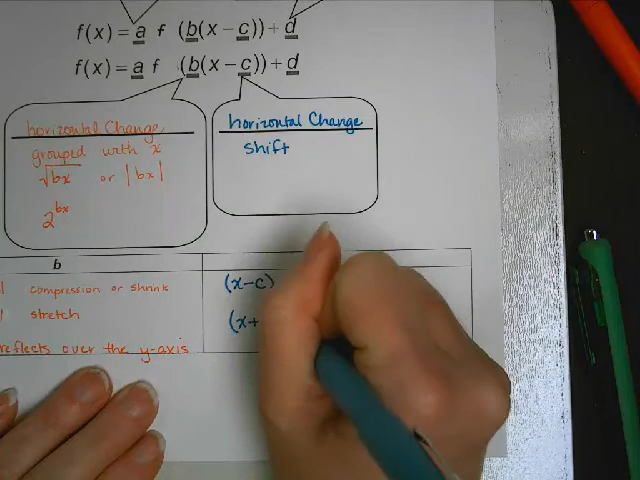 f(x) = a f (b(x − c)) + d
f(x) = a f (b(x − c)) + d
horizontal Change
grouped with x
√bx or |bx|
2^bx
horizontal Change
shift
b
compression or shrink
stretch
reflects over the y-axis
(x-c)
(x+